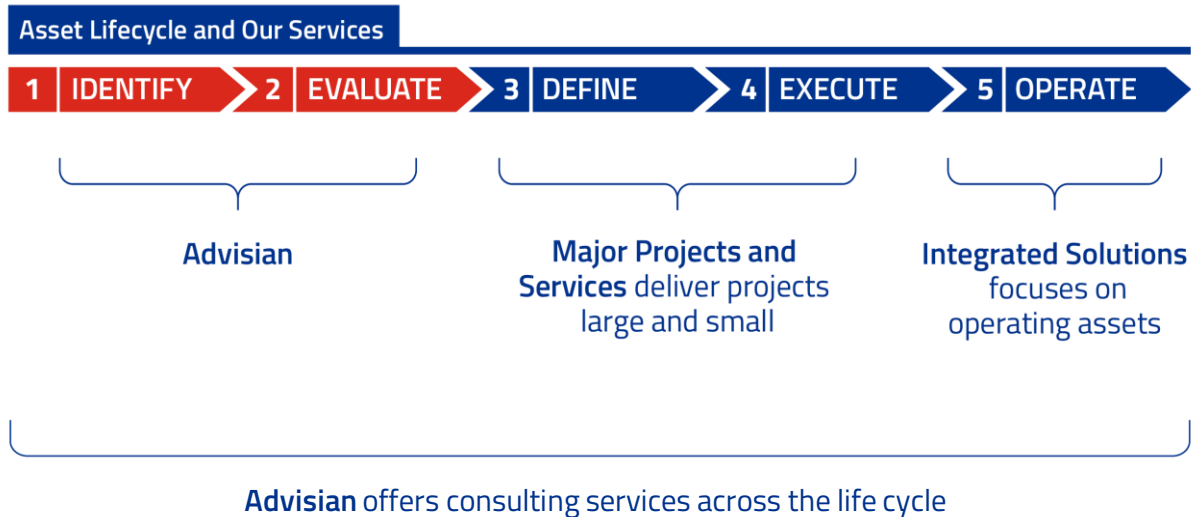 Asset Lifecycle and Our Services
1 IDENTIFY 2 EVALUATE 3 DEFINE 4 EXECUTE 5 OPERATE
Advisian
Major Projects and
Services deliver projects
large and small
Integrated Solutions
focuses on
operating assets
Advisian offers consulting services across the life cycle